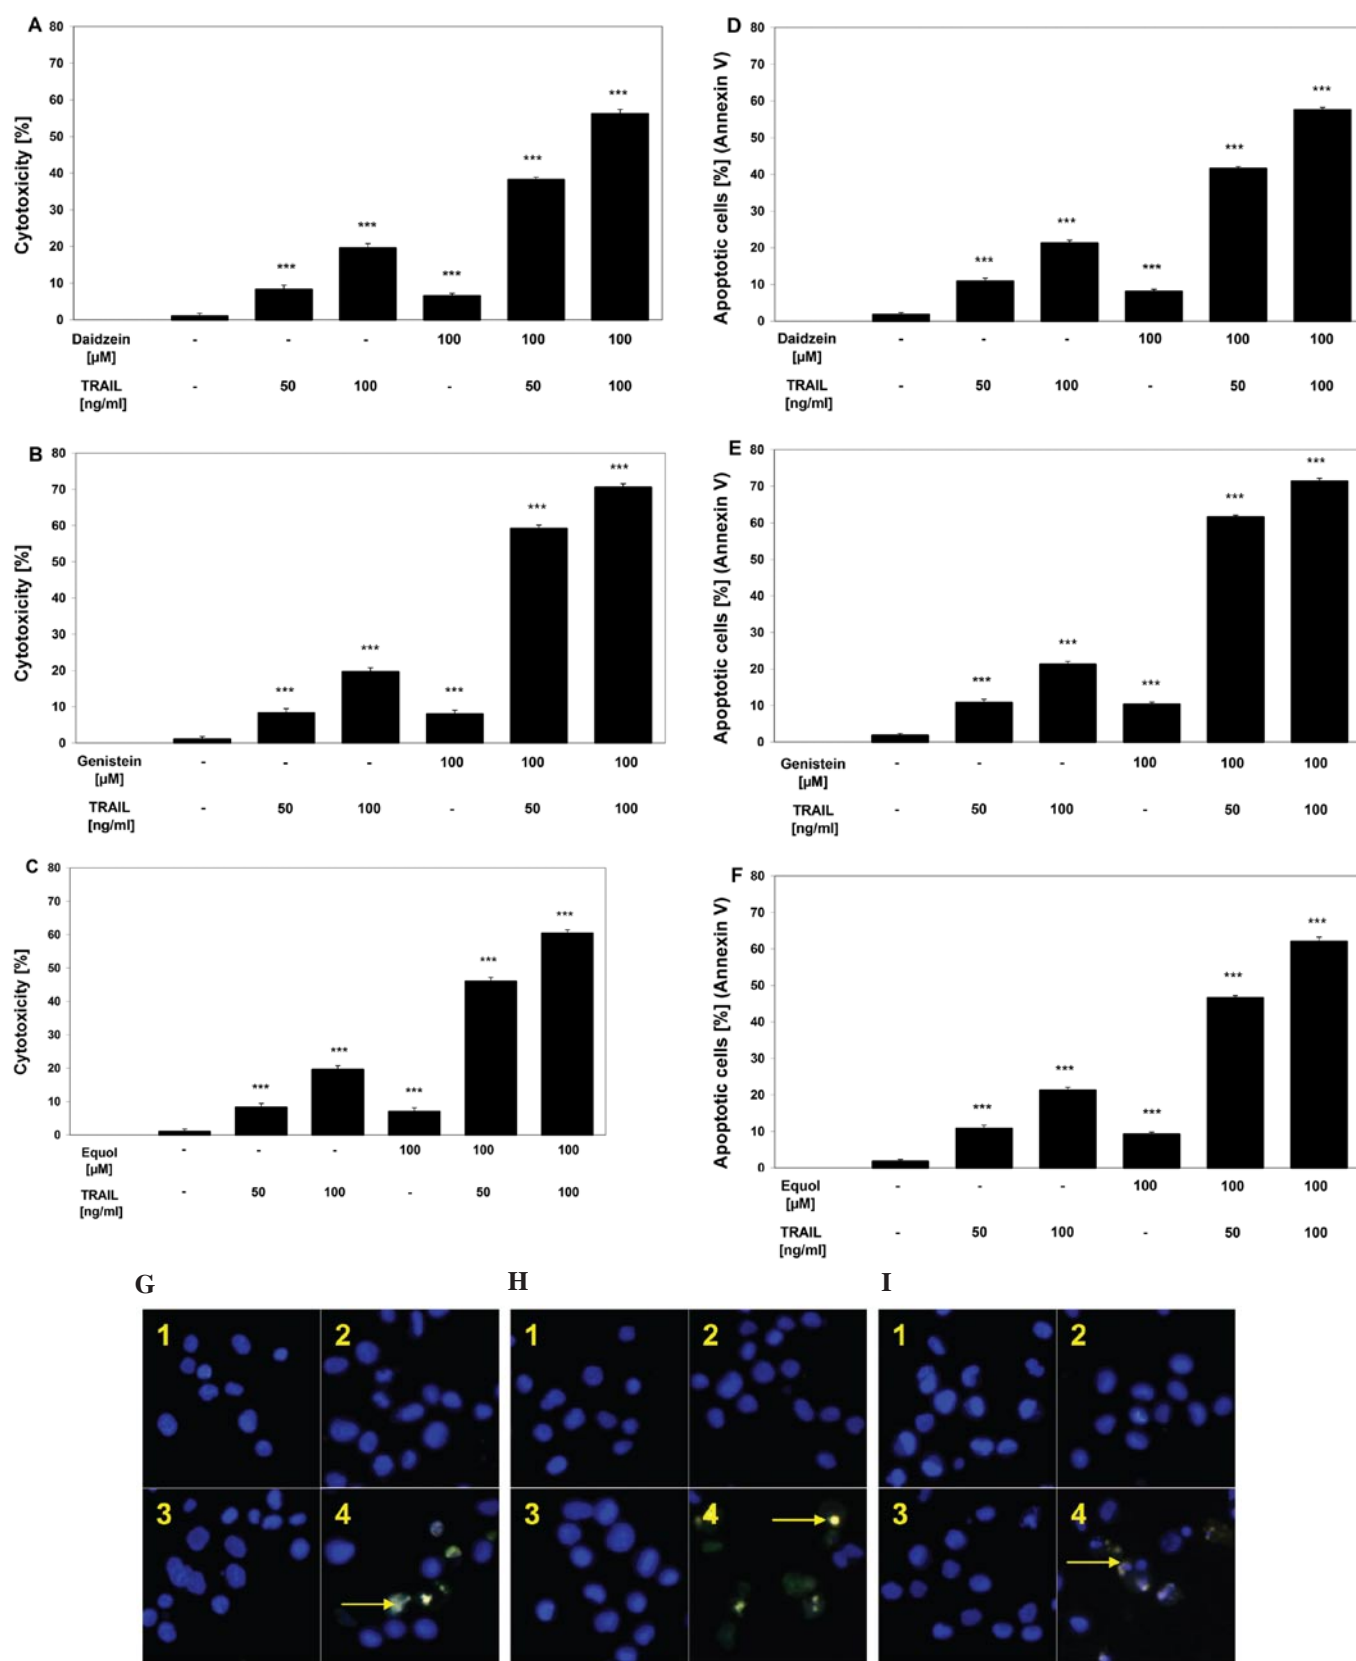 A
Cytotoxicity [%]
80
70
60
50
40
30
20
10
0
*** *** *** *** ***
Daidzein - - - 100 100 100
[µM]
TRAIL - 50 100 - 50 100
[ng/ml]
D
Apoptotic cells [%] (Annexin V)
80
70
60
50
40
30
20
10
0
*** *** *** *** ***
Daidzein - - - 100 100 100
[µM]
TRAIL - 50 100 - 50 100
[ng/ml]
B
Cytotoxicity [%]
80
70
60
50
40
30
20
10
0
*** *** *** *** ***
Genistein - - - 100 100 100
[µM]
TRAIL - 50 100 - 50 100
[ng/ml]
E
Apoptotic cells [%] (Annexin V)
80
70
60
50
40
30
20
10
0
*** *** *** *** ***
Genistein - - - 100 100 100
[µM]
TRAIL - 50 100 - 50 100
[ng/ml]
C
Cytotoxicity [%]
80
70
60
50
40
30
20
10
0
*** *** *** *** ***
Equol - - - 100 100 100
[µM]
TRAIL - 50 100 - 50 100
[ng/ml]
F
Apoptotic cells [%] (Annexin V)
80
70
60
50
40
30
20
10
0
*** *** *** *** ***
Equol - - - 100 100 100
[µM]
TRAIL - 50 100 - 50 100
[ng/ml]
G H I
1 2 1 2 1 2
3 4 3 4 3 4